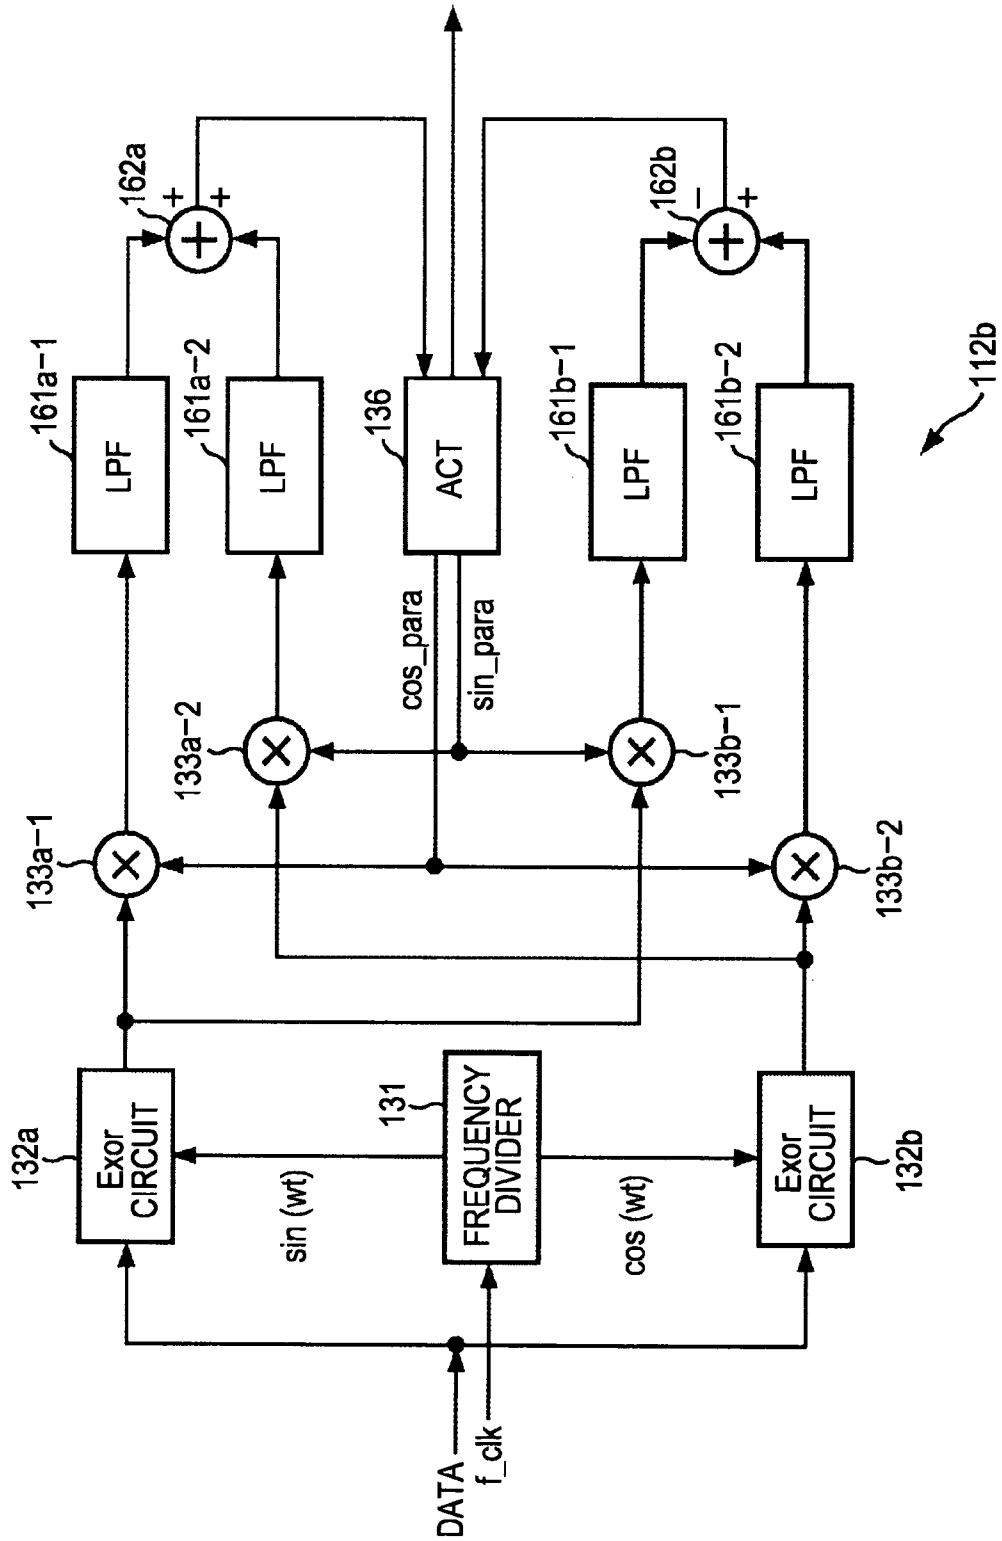 DATA
f_clk
132a
Exor
CIRCUIT
sin (wt)
131
FREQUENCY
DIVIDER
cos (wt)
Exor
CIRCUIT
132b
133a-1
×
133a-2
×
cos_para
sin_para
×
133b-1
×
133b-2
161a-1
LPF
161a-2
LPF
136
ACT
161b-1
LPF
161b-2
LPF
162a
+
+
+
162b
−
+
+
112b